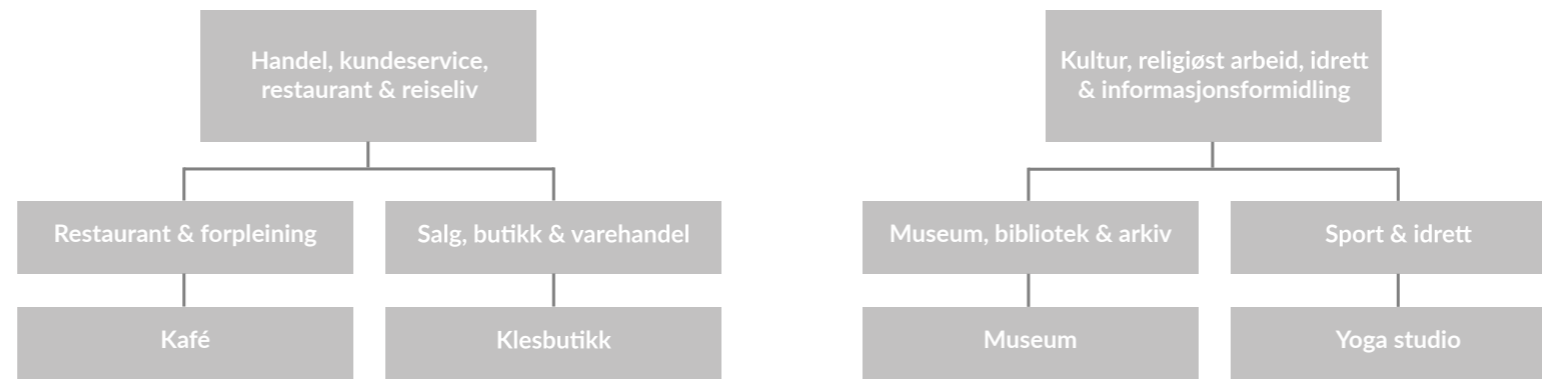 Handel, kundeservice,
restaurant & reiseliv
Kultur, religiøst arbeid, idrett
& informasjonsformidling
Restaurant & forpleining
Salg, butikk & varehandel
Museum, bibliotek & arkiv
Sport & idrett
Kafé
Klesbutikk
Museum
Yoga studio